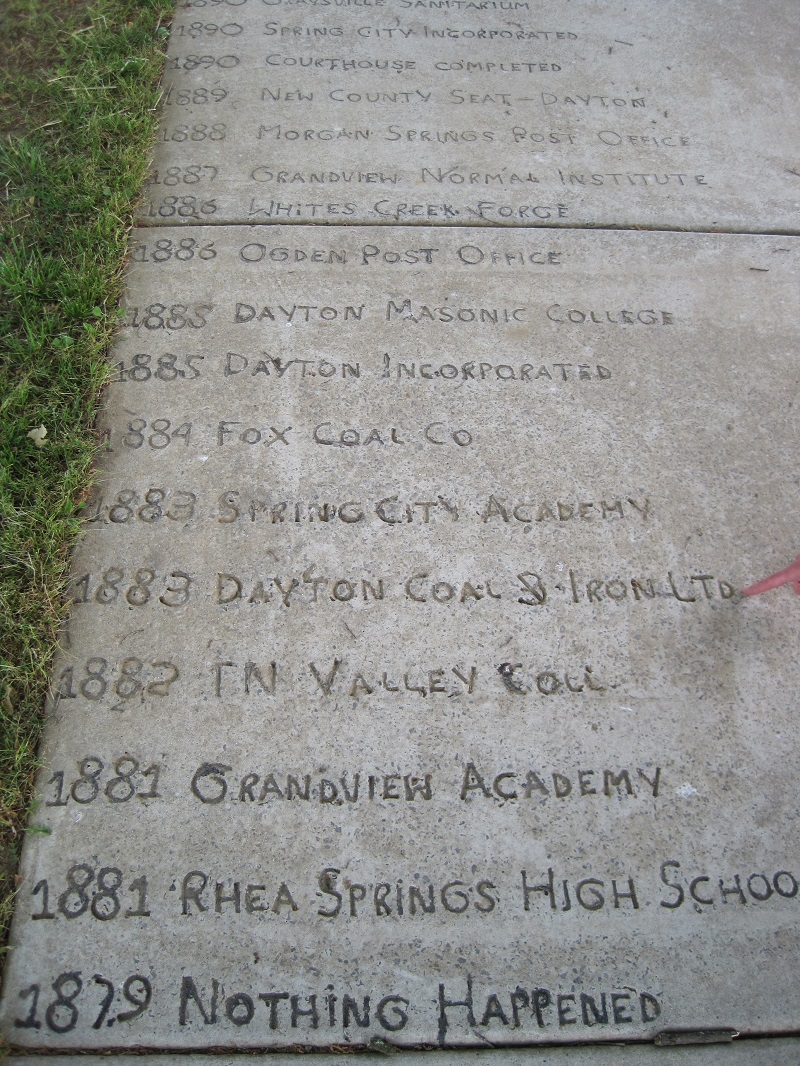 1890 GRAYSVILLE SANITARIUM
1890 SPRING CITY INCORPORATED
1890 COURTHOUSE COMPLETED
1889 NEW COUNTY SEAT-DAYTON
1888 MORGAN SPRINGS POST OFFICE
1887 GRANDVIEW NORMAL INSTITUTE
1886 WHITES CREEK FORGE
1886 OGDEN POST OFFICE
1885 DAYTON MASONIC COLLEGE
1885 DAYTON INCORPORATED
1884 FOX COAL CO
1883 SPRING CITY ACADEMY
1883 DAYTON COAL & IRON LTD
1882 TN VALLEY COLL.
1881 GRANDVIEW ACADEMY
1881 RHEA SPRINGS HIGH SCHOO
1879 NOTHING HAPPENED